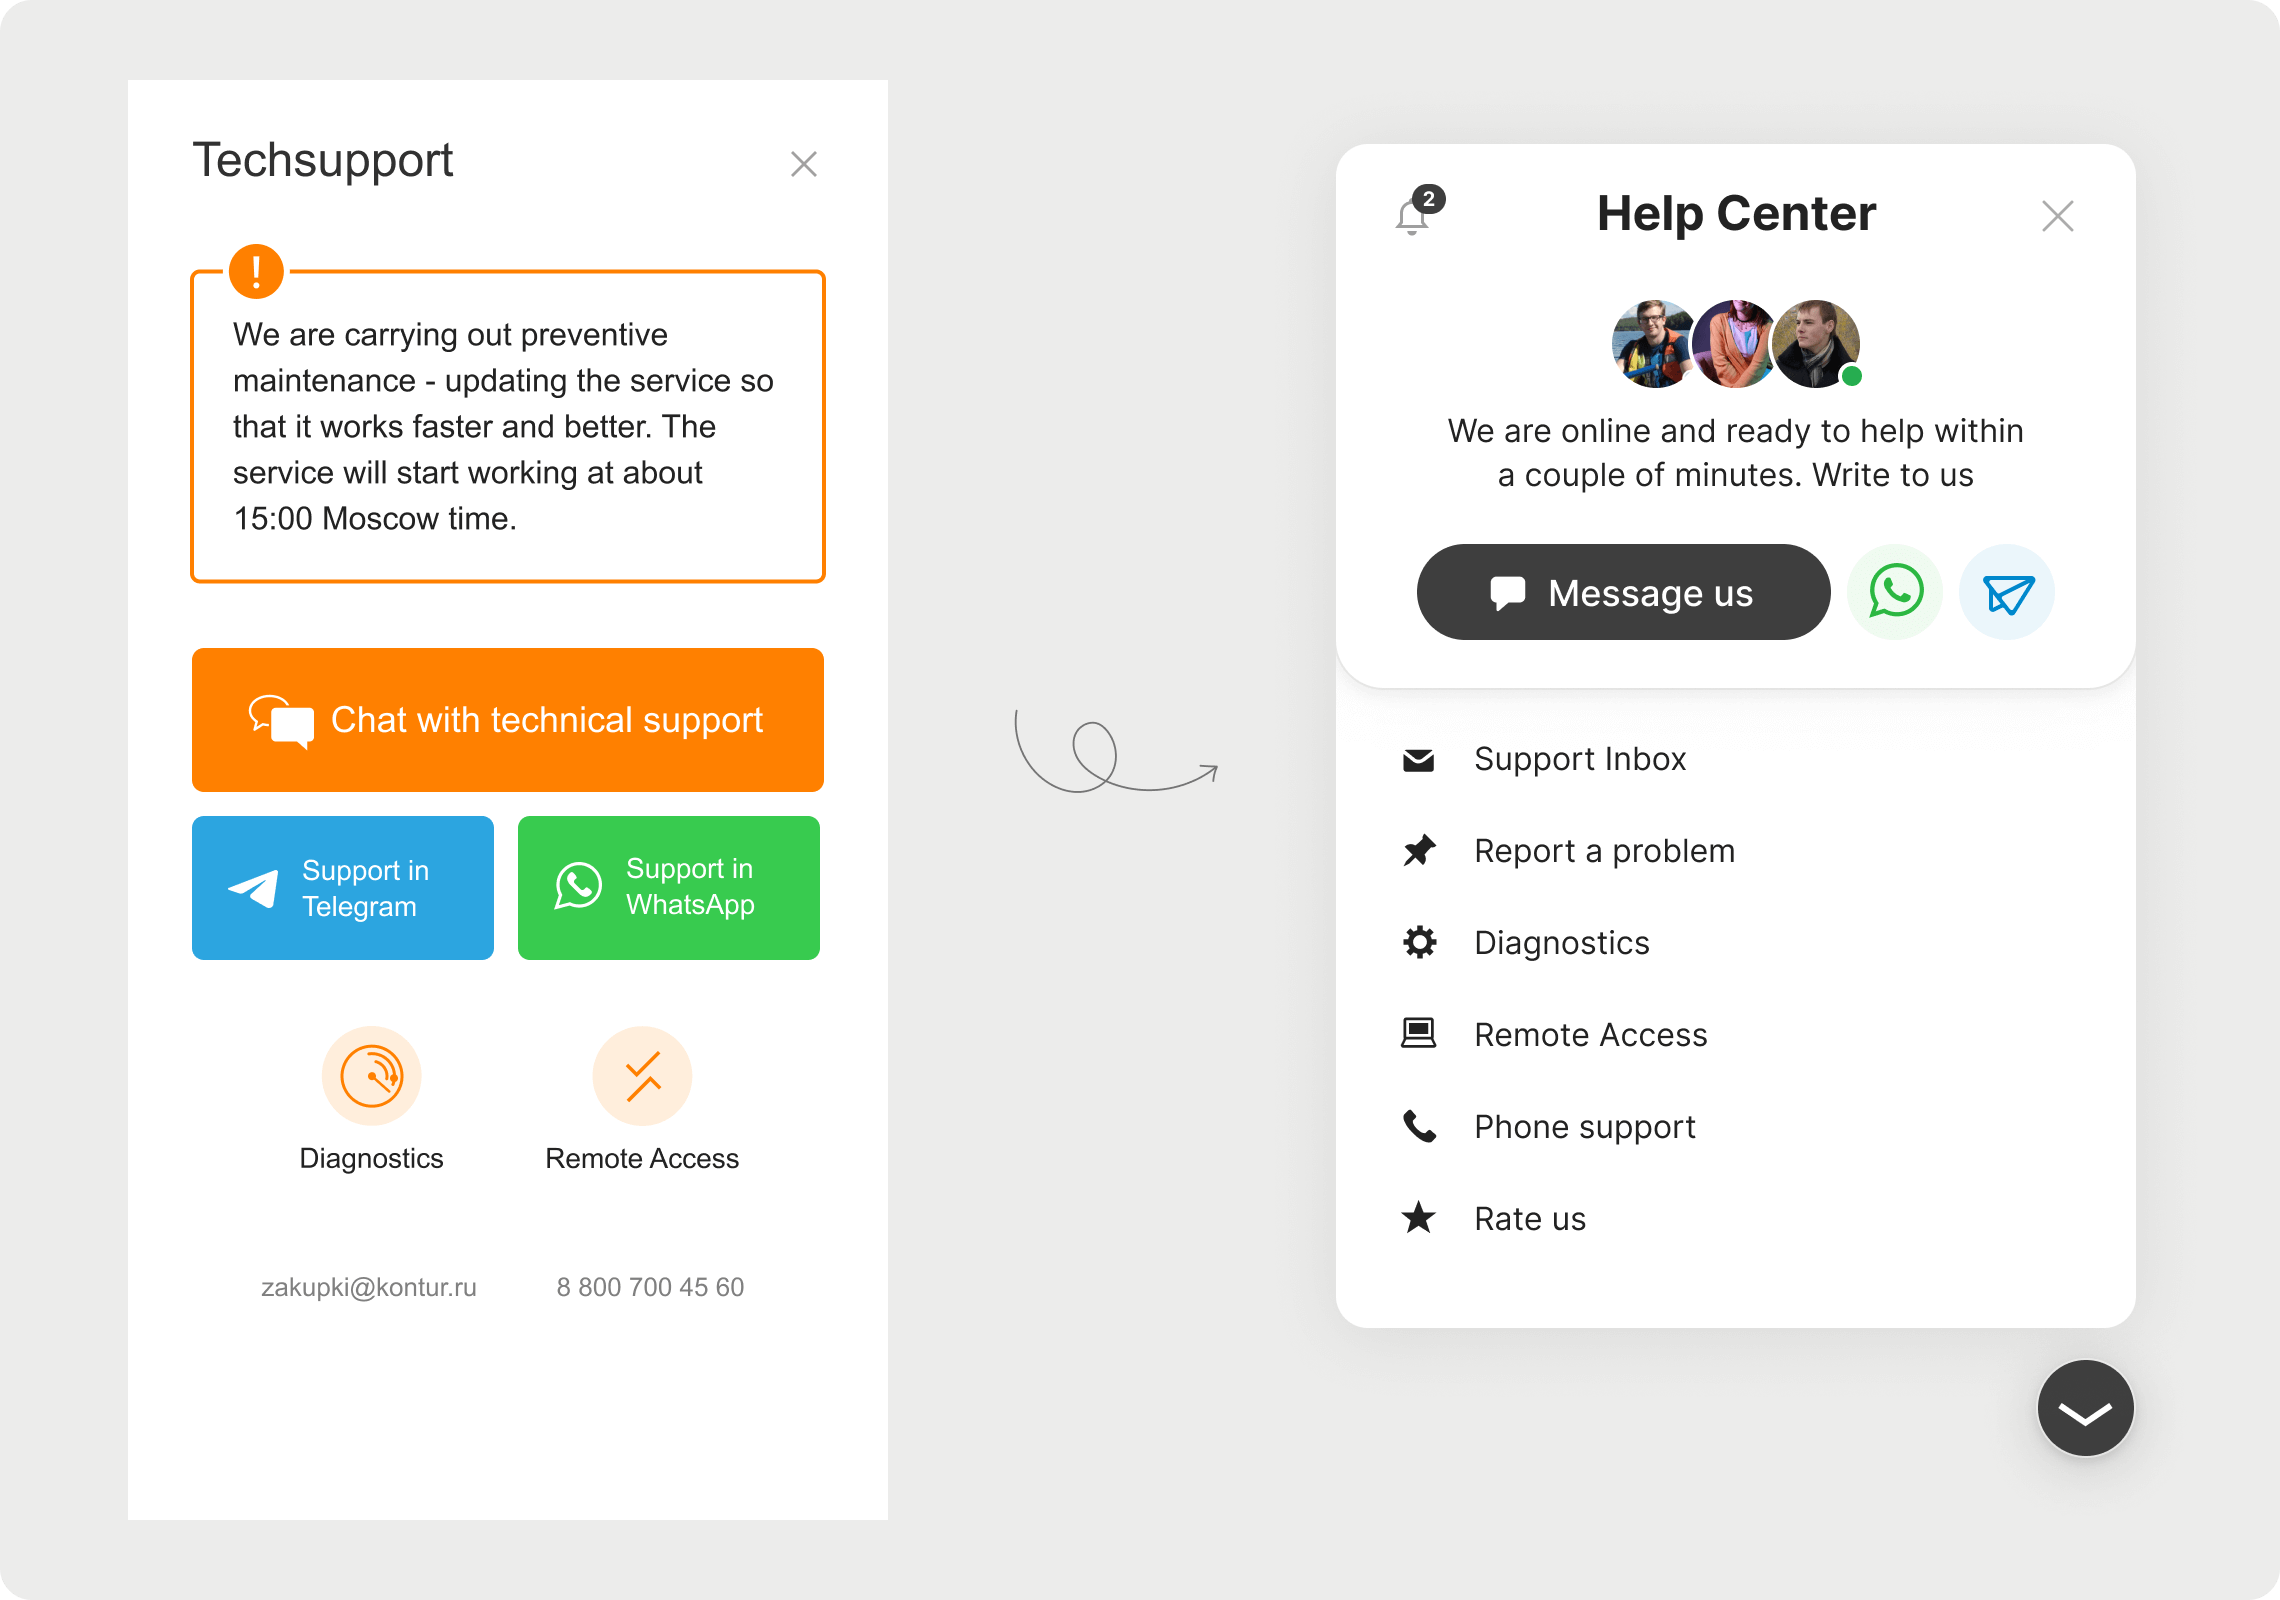 Techsupport
!
We are carrying out preventive
maintenance - updating the service so
that it works faster and better. The
service will start working at about
15:00 Moscow time.
Chat with technical support
Support in
Telegram
Support in
WhatsApp
Diagnostics
Remote Access
zakupki@kontur.ru
8 800 700 45 60
2
Help Center
We are online and ready to help within
a couple of minutes. Write to us
Message us
Support Inbox
Report a problem
Diagnostics
Remote Access
Phone support
Rate us